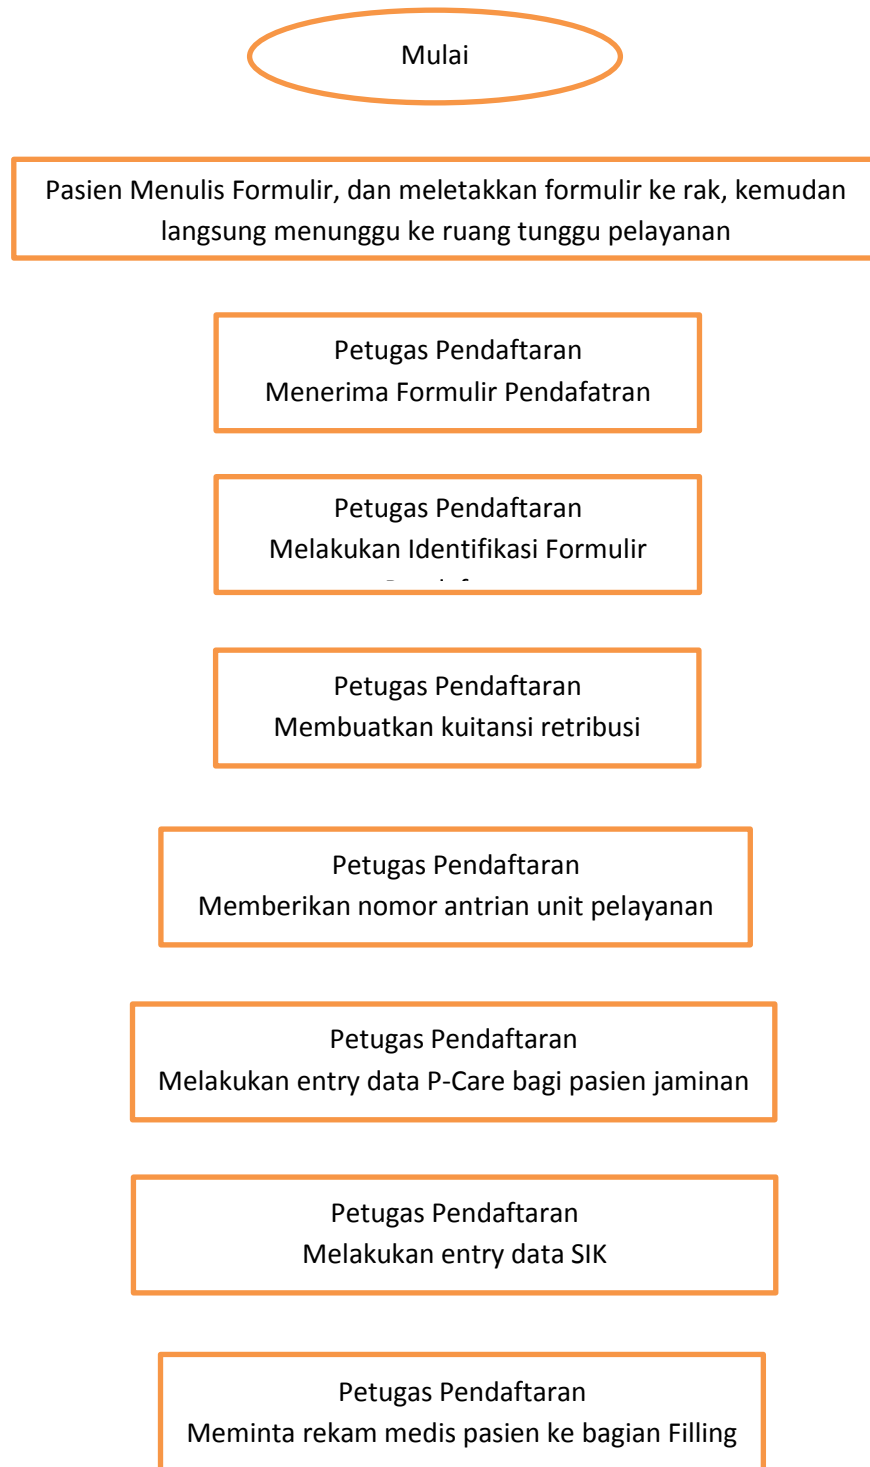 Mulai
Pasien Menulis Formulir, dan meletakkan formulir ke rak, kemudan
langsung menunggu ke ruang tunggu pelayanan
Petugas Pendaftaran
Menerima Formulir Pendafatran
Petugas Pendaftaran
Melakukan Identifikasi Formulir
Petugas Pendaftaran
Membuatkan kuitansi retribusi
Petugas Pendaftaran
Memberikan nomor antrian unit pelayanan
Petugas Pendaftaran
Melakukan entry data P-Care bagi pasien jaminan
Petugas Pendaftaran
Melakukan entry data SIK
Petugas Pendaftaran
Meminta rekam medis pasien ke bagian Filling